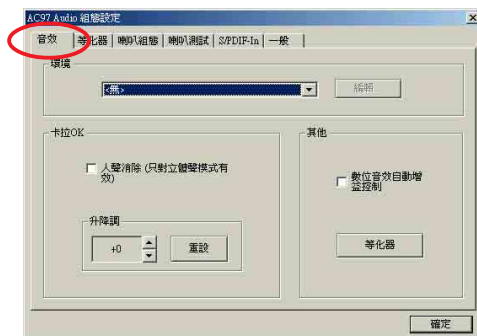 AC97 Audio 組態設定
音效 等化器 喇叭組態 喇叭測試 S/PDIF-In 一般
環境
<無>
編輯
卡拉OK
人聲消除 (只對立體聲模式有
效)
升降調
+0
重設
其他
數位音效自動增
益控制
等化器
確定